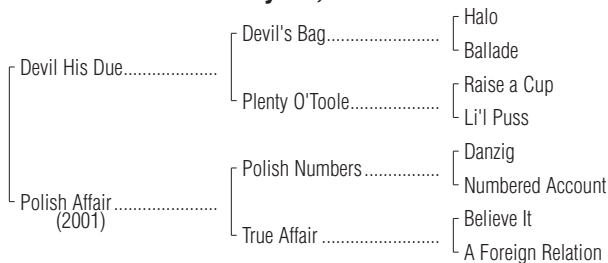 Halo
Devil's Bag
Ballade
Devil His Due
Raise a Cup
Plenty O'Toole
Li'l Puss
Danzig
Polish Numbers
Numbered Account
Polish Affair
(2001)
Believe It
True Affair
A Foreign Relation